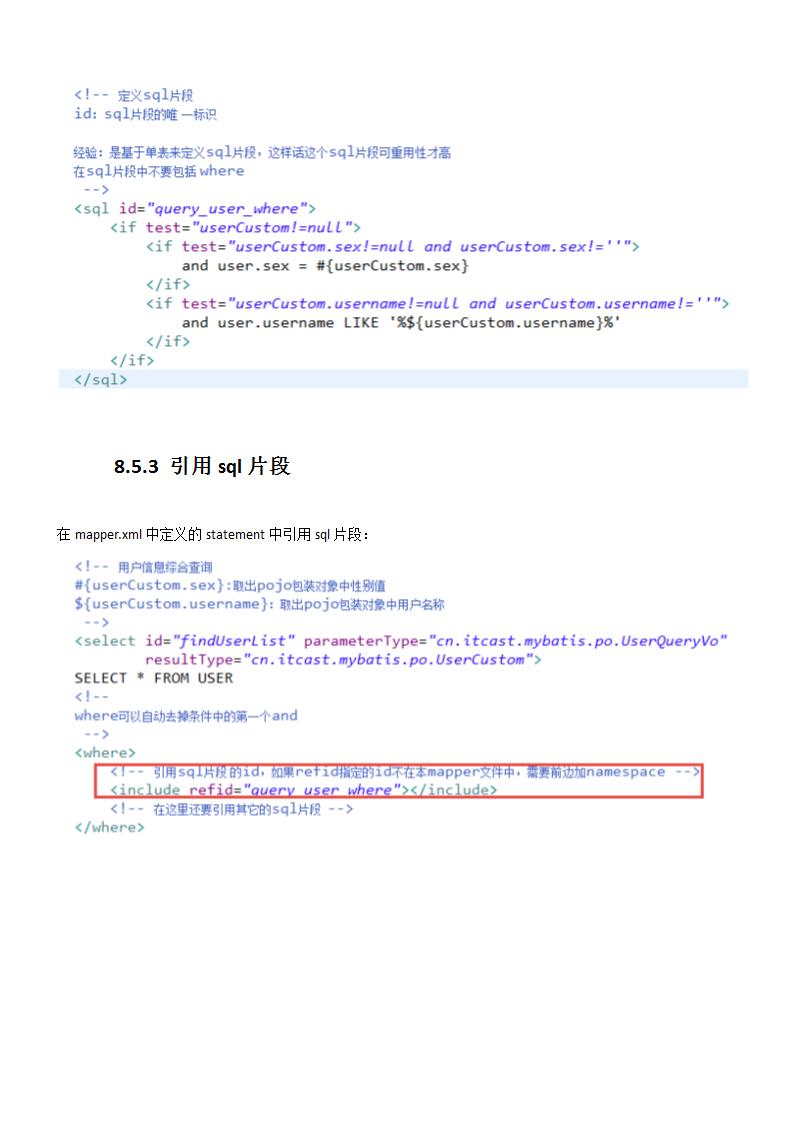 <!-- 定义sql片段
id：sql片段的唯 一标识
经验：是基于单表来定义sql片段，这样话这个sql片段可重用性才高
在sql片段中不要包括 where
-->
<sql id="query_user_where">
<if test="userCustom!=null">
<if test="userCustom.sex!=null and userCustom.sex!=''">
and user.sex = #{userCustom.sex}
</if>
<if test="userCustom.username!=null and userCustom.username!=''">
and user.username LIKE '%${userCustom.username}%'
</if>
</if>
</sql>
8.5.3 引用 sql 片段
在 mapper.xml 中定义的 statement 中引用 sql 片段：
<!-- 用户信息综合查询
#{userCustom.sex}:取出pojo包装对象中性别值
${userCustom.username}：取出pojo包装对象中用户名称
-->
<select id="findUserList" parameterType="cn.itcast.mybatis.po.UserQueryVo"
resultType="cn.itcast.mybatis.po.UserCustom">
SELECT * FROM USER
<!--
where可以自动去掉条件中的第一个and
-->
<where>
<!-- 引用sql片段 的id，如果refid指定的id不在本mapper文件中，需要前边加namespace -->
<include refid="query_user_where"></include>
<!-- 在这里还要引用其它的sql片段 -->
</where>